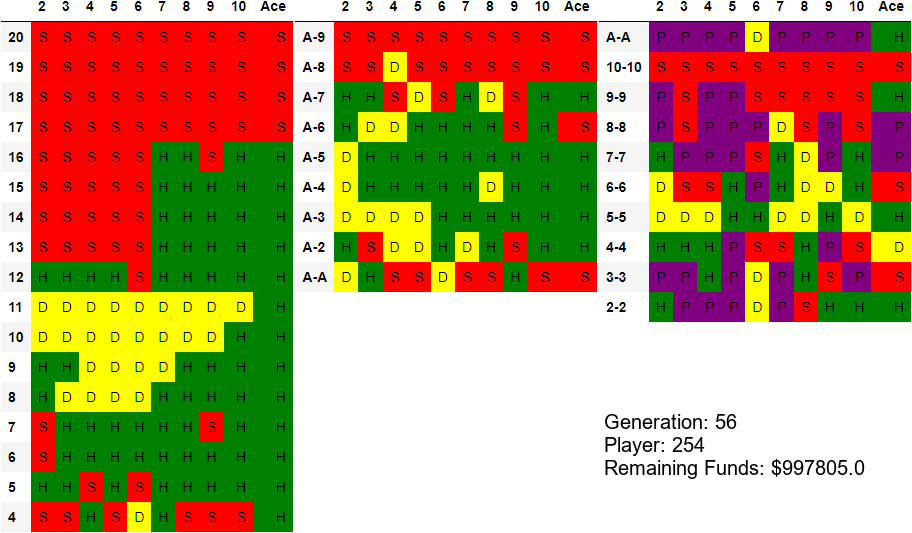 2 3 4 5 6 7 8 9 10 Ace
20 S S S S S S S S S S
19 S S S S S S S S S S
18 S S S S S S S S S S
17 S S S S S S S S S S
16 S S S S S H H S H H
15 S S S S S H H H H H
14 S S S S S H H H H H
13 S S S S S H H H H H
12 H H H H S H H H H H
11 D D D D D D D D D H
10 D D D D D D D D H H
9 H H D D D D H H H H
8 H D D D D H H H H H
7 S H H H H H H S H H
6 S H H H H H H H H H
5 H H S H S H H H H H
4 S S H S D H S S S H
2 3 4 5 6 7 8 9 10 Ace
A-9 S S S S S S S S S S
A-8 S S D S S S S S S S
A-7 H H S D S H D S H H
A-6 H D D H H H H S H S
A-5 D H H H H H H H H H
A-4 D H H H H H D H H H
A-3 D D D D H H H H H H
A-2 H S D D H D H S H H
A-A D H S S D S S H S S
2 3 4 5 6 7 8 9 10 Ace
A-A P P P P D P P P P H
10-10 S S S S S S S S S S
9-9 P S P P S S S S S H
8-8 P S P P P D S P S P
7-7 H P P P S H D P H P
6-6 D S S H P H D D H S
5-5 D D D H H D D H D H
4-4 H H H P S S H P S D
3-3 P P H P D P H S P S
2-2 H P P P D P S H H H
Generation: 56
Player: 254
Remaining Funds: $997805.0